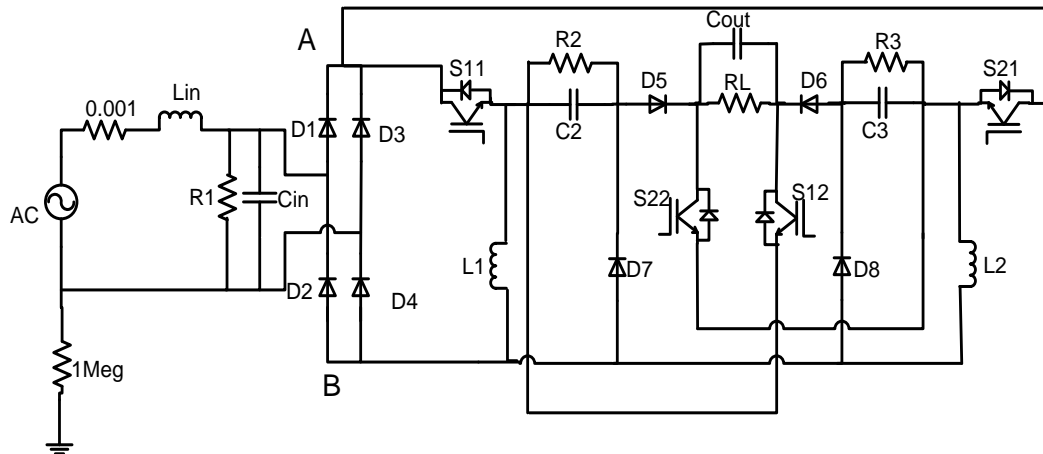 Cout
A
R2
R3
S11
D5
RL
D6
S21
Lin
0.001
C2
C3
D1
D3
R1
Cin
S22
S12
AC
L1
D7
D8
L2
D2
D4
1Meg
B